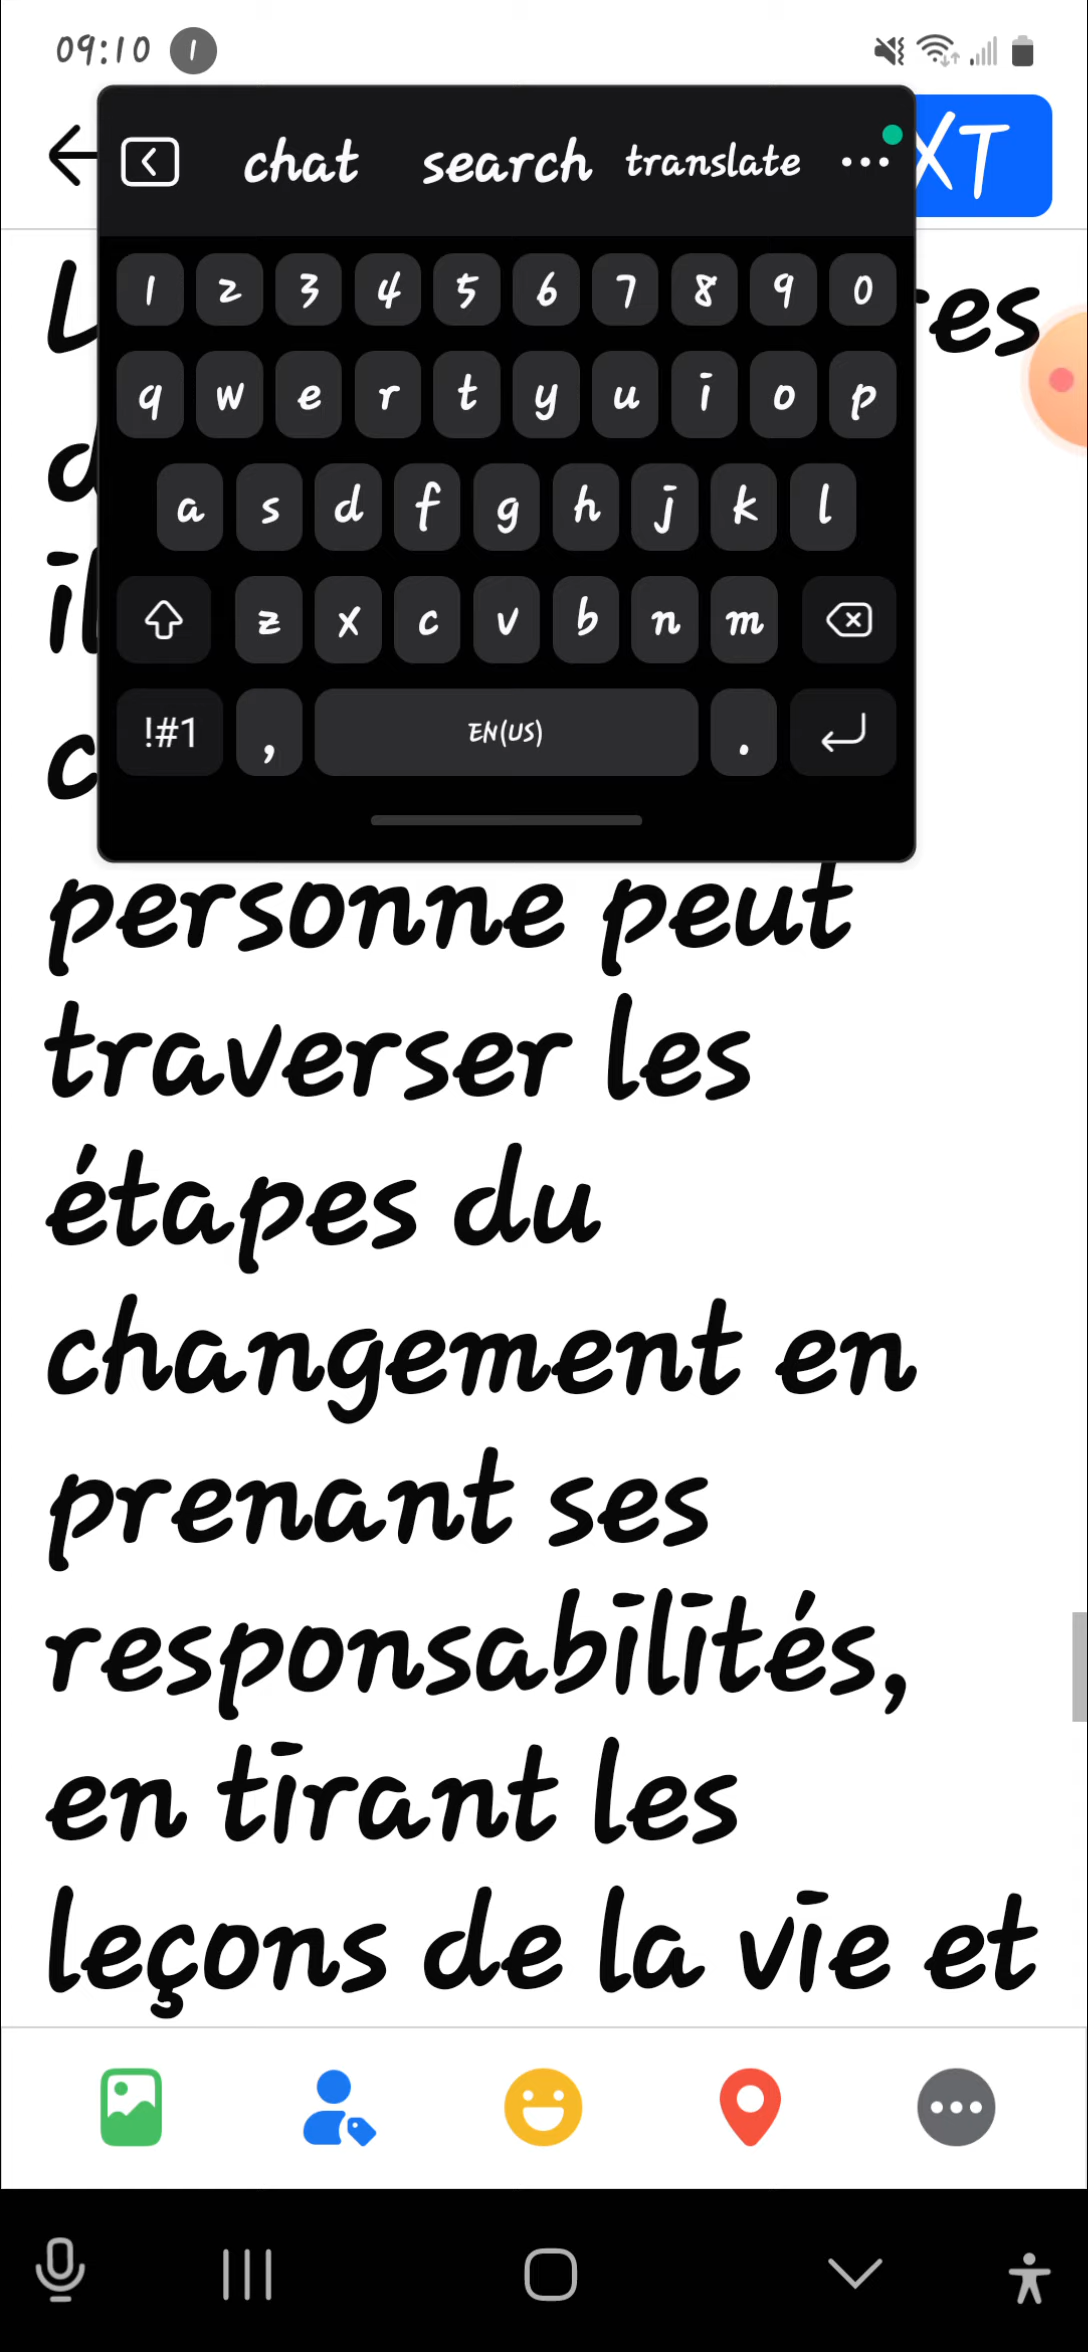 09:10 1
XT
chat search translate ...
1 2 3 4 5 6 7 8 9 0
q w e r t y u i o p
a s d f g h j k l
z x c v b n m
!#1 , EN(US) .
personne peut
traverser les
étapes du
changement en
prenant ses
responsabilités,
en tirant les
leçons de la vie et